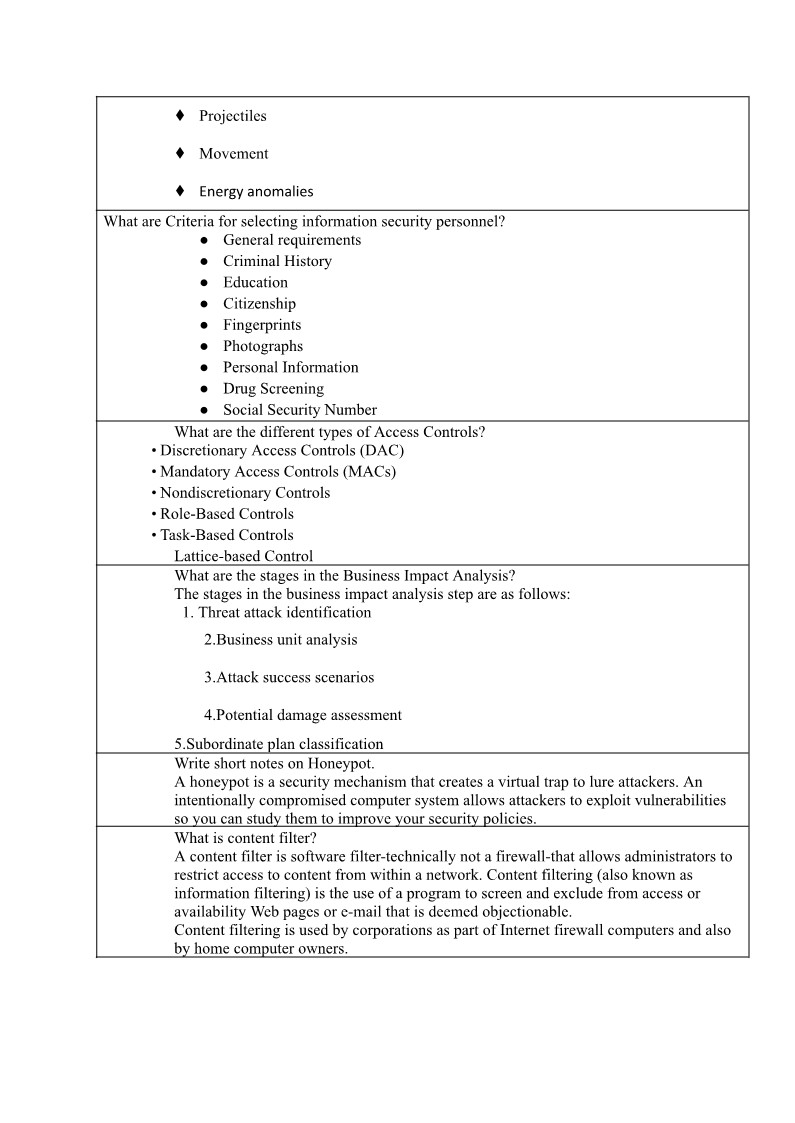 ♦ Projectiles
♦ Movement
♦ Energy anomalies
What are Criteria for selecting information security personnel?
● General requirements
● Criminal History
● Education
● Citizenship
● Fingerprints
● Photographs
● Personal Information
● Drug Screening
● Social Security Number
What are the different types of Access Controls?
• Discretionary Access Controls (DAC)
• Mandatory Access Controls (MACs)
• Nondiscretionary Controls
• Role-Based Controls
• Task-Based Controls
Lattice-based Control
What are the stages in the Business Impact Analysis?
The stages in the business impact analysis step are as follows:
1. Threat attack identification
2.Business unit analysis
3.Attack success scenarios
4.Potential damage assessment
5.Subordinate plan classification
Write short notes on Honeypot.
A honeypot is a security mechanism that creates a virtual trap to lure attackers. An
intentionally compromised computer system allows attackers to exploit vulnerabilities
so you can study them to improve your security policies.
What is content filter?
A content filter is software filter-technically not a firewall-that allows administrators to
restrict access to content from within a network. Content filtering (also known as
information filtering) is the use of a program to screen and exclude from access or
availability Web pages or e-mail that is deemed objectionable.
Content filtering is used by corporations as part of Internet firewall computers and also
by home computer owners.